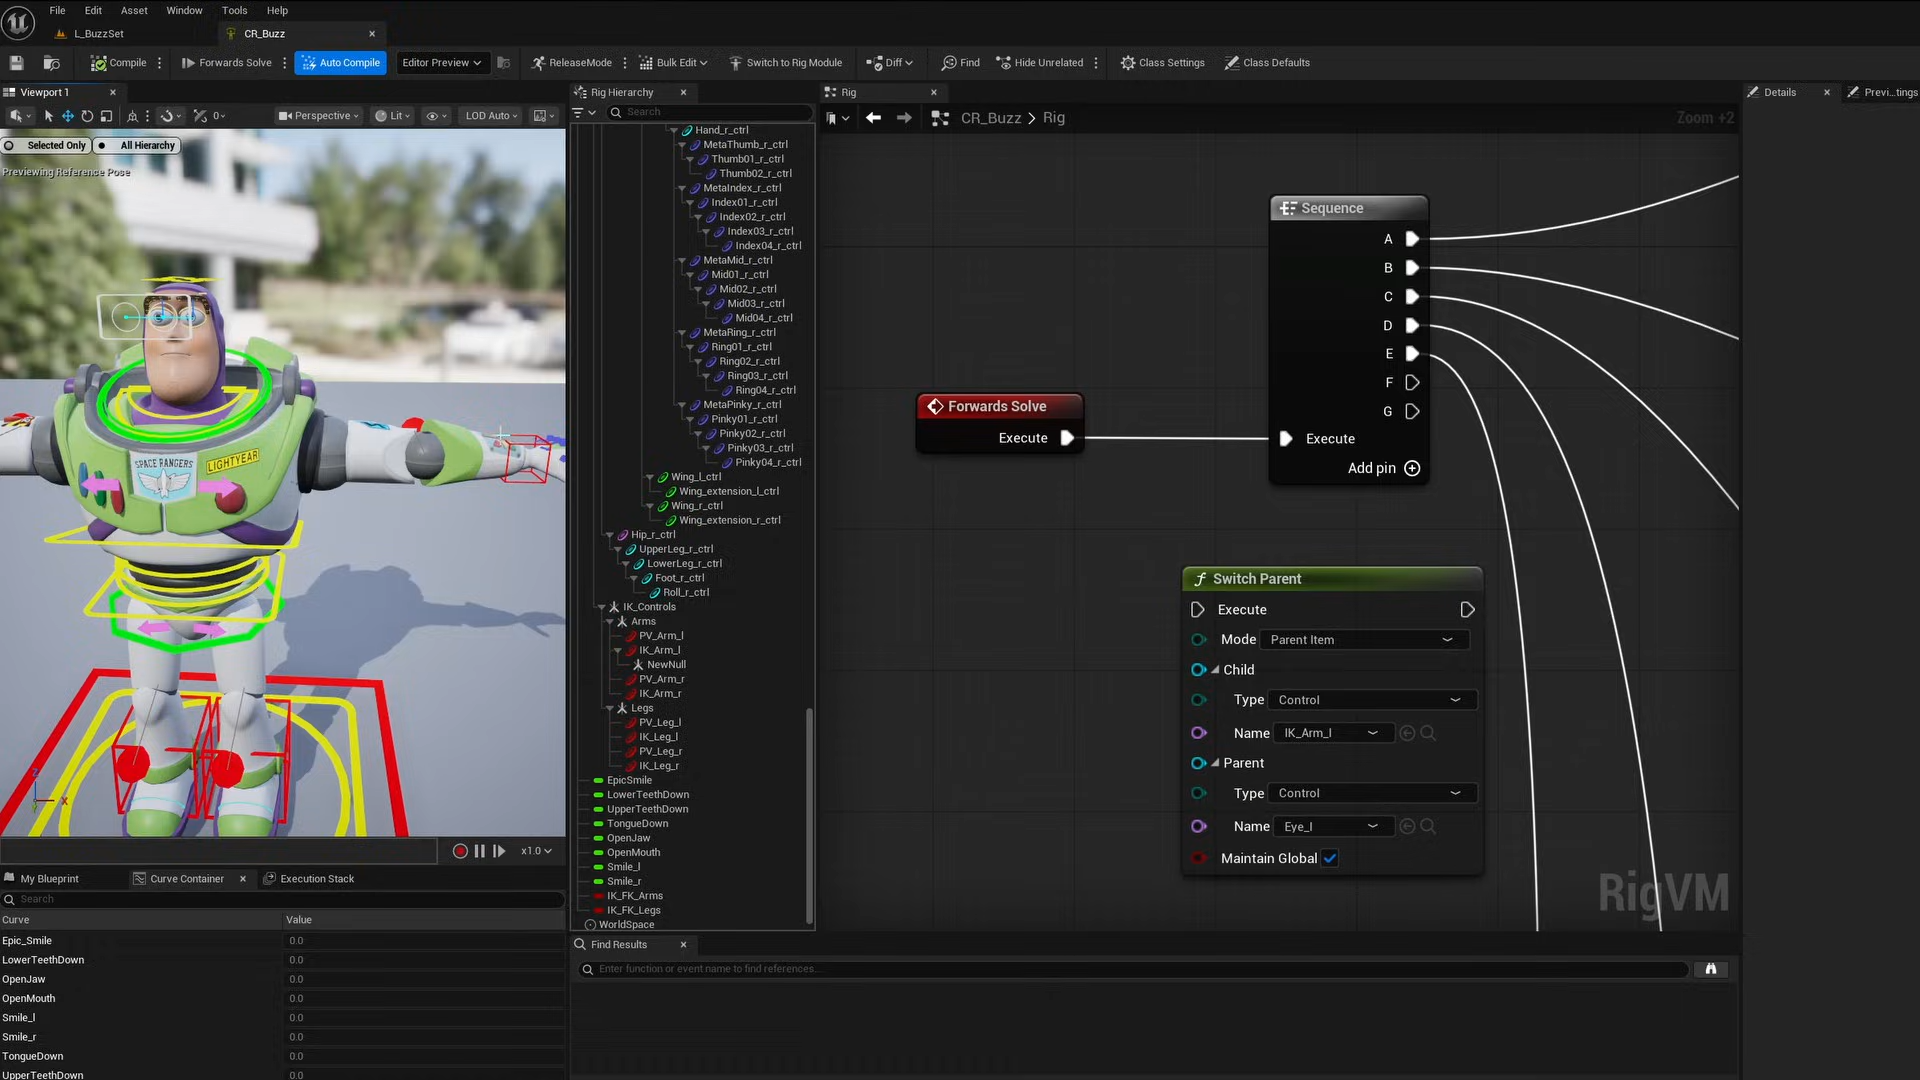 File Edit Asset Window Tools Help
L_BuzzSet
CR_Buzz
Compile
Forwards Solve
Auto Compile
Editor Preview
ReleaseMode
Bulk Edit
Switch to Rig Module
Diff
Find
Hide Unrelated
Class Settings
Class Defaults
Viewport 1
0
Perspective
Lit
LOD Auto
Selected Only
All Hierarchy
Previewing Reference Pose
SPACE RANGERS
LIGHTYEAR
Z
X
x1.0
My Blueprint
Curve Container
Execution Stack
Search
Curve Value
Epic_Smile 0.0
LowerTeethDown 0.0
OpenJaw 0.0
OpenMouth 0.0
Smile_l 0.0
Smile_r 0.0
TongueDown 0.0
UpperTeethDown 0.0
Rig Hierarchy
Search
Hand_r_ctrl
MetaThumb_r_ctrl
Thumb01_r_ctrl
Thumb02_r_ctrl
MetaIndex_r_ctrl
Index01_r_ctrl
Index02_r_ctrl
Index03_r_ctrl
Index04_r_ctrl
MetaMid_r_ctrl
Mid01_r_ctrl
Mid02_r_ctrl
Mid03_r_ctrl
Mid04_r_ctrl
MetaRing_r_ctrl
Ring01_r_ctrl
Ring02_r_ctrl
Ring03_r_ctrl
Ring04_r_ctrl
MetaPinky_r_ctrl
Pinky01_r_ctrl
Pinky02_r_ctrl
Pinky03_r_ctrl
Pinky04_r_ctrl
Wing_l_ctrl
Wing_extension_l_ctrl
Wing_r_ctrl
Wing_extension_r_ctrl
Hip_r_ctrl
UpperLeg_r_ctrl
LowerLeg_r_ctrl
Foot_r_ctrl
Roll_r_ctrl
IK_Controls
Arms
PV_Arm_l
IK_Arm_l
NewNull
PV_Arm_r
IK_Arm_r
Legs
PV_Leg_l
IK_Leg_l
PV_Leg_r
IK_Leg_r
EpicSmile
LowerTeethDown
UpperTeethDown
TongueDown
OpenJaw
OpenMouth
Smile_l
Smile_r
IK_FK_Arms
IK_FK_Legs
WorldSpace
Rig
CR_Buzz > Rig
Zoom +2
Sequence
A
B
C
D
E
F
G
Execute
Add pin
Forwards Solve
Execute
Switch Parent
Execute
Mode Parent Item
Child
Type Control
Name IK_Arm_l
Parent
Type Control
Name Eye_l
Maintain Global
RigVM
Find Results
Enter function or event name to find references...
Details
Previ...tings